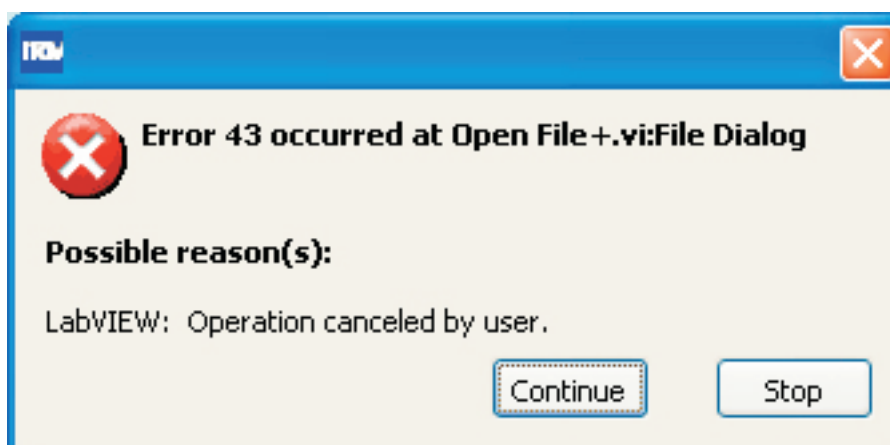 Error 43 occurred at Open File+.vi:File Dialog
Possible reason(s):
LabVIEW: Operation canceled by user.
Continue Stop